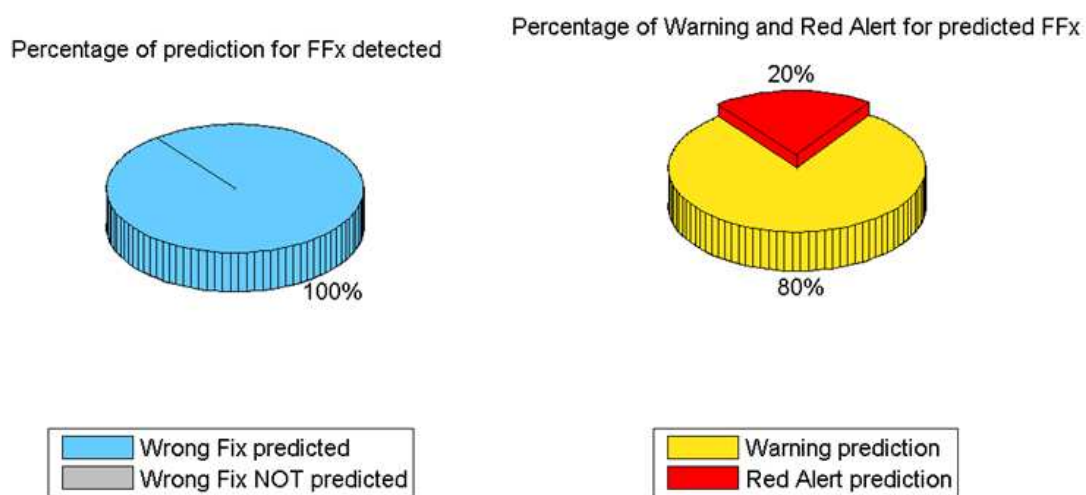 Percentage of prediction for FFx detected
100%
Wrong Fix predicted
Wrong Fix NOT predicted
Percentage of Warning and Red Alert for predicted FFx
20%
80%
Warning prediction
Red Alert prediction